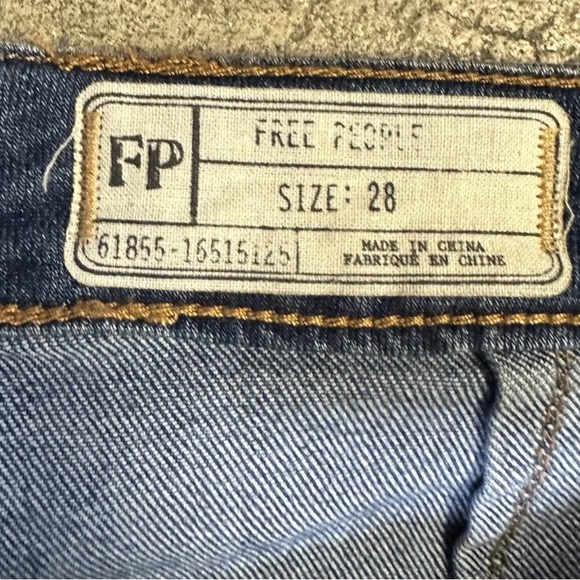 FP
FREE PEOPLE
SIZE: 28
61855-16515125
MADE IN CHINA
FABRIQUÉ EN CHINE